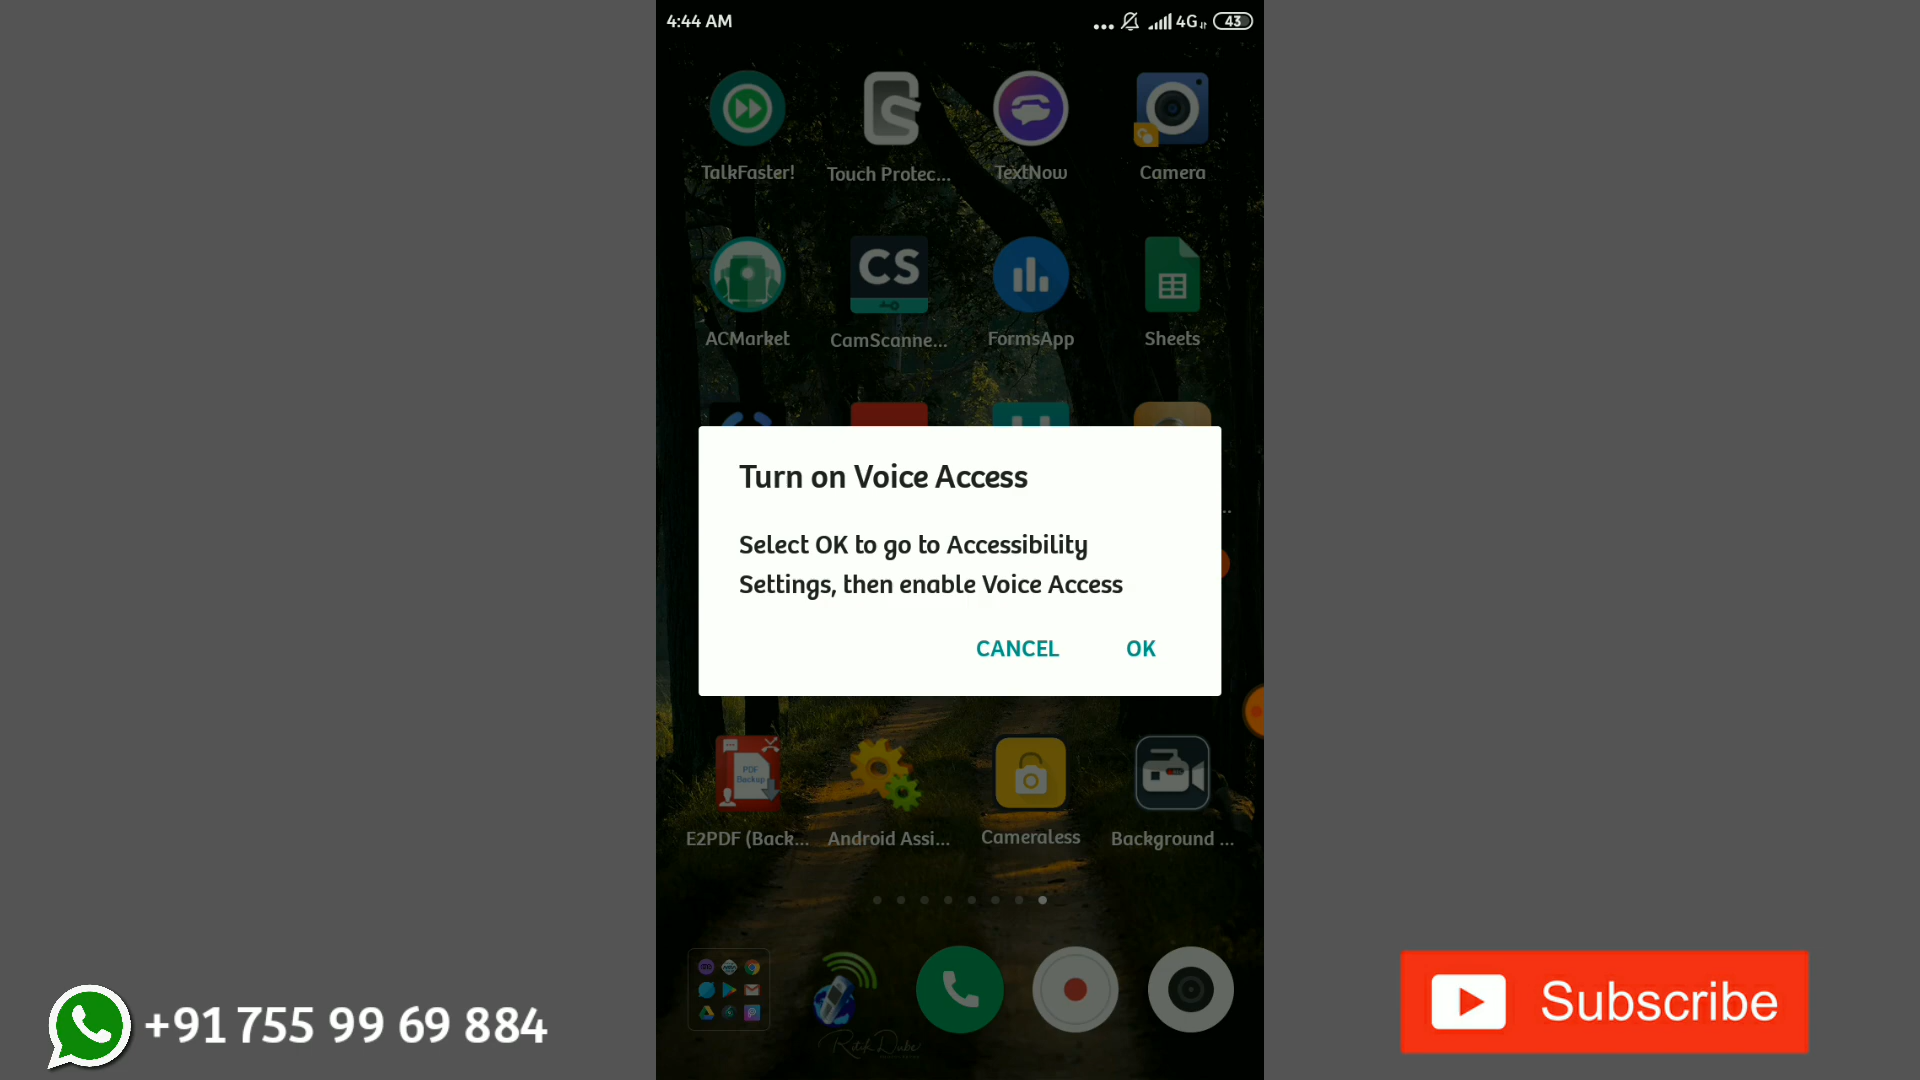 4:44 AM
4G
43
TalkFaster!
Touch Protec...
TextNow
Camera
CS
ACMarket
CamScanne...
FormsApp
Sheets
Turn on Voice Access
Select OK to go to Accessibility
Settings, then enable Voice Access
CANCEL
OK
PDF
Backup
E2PDF (Back...
Android Assi...
Cameraless
Background ...
+91 755 99 69 884
Subscribe